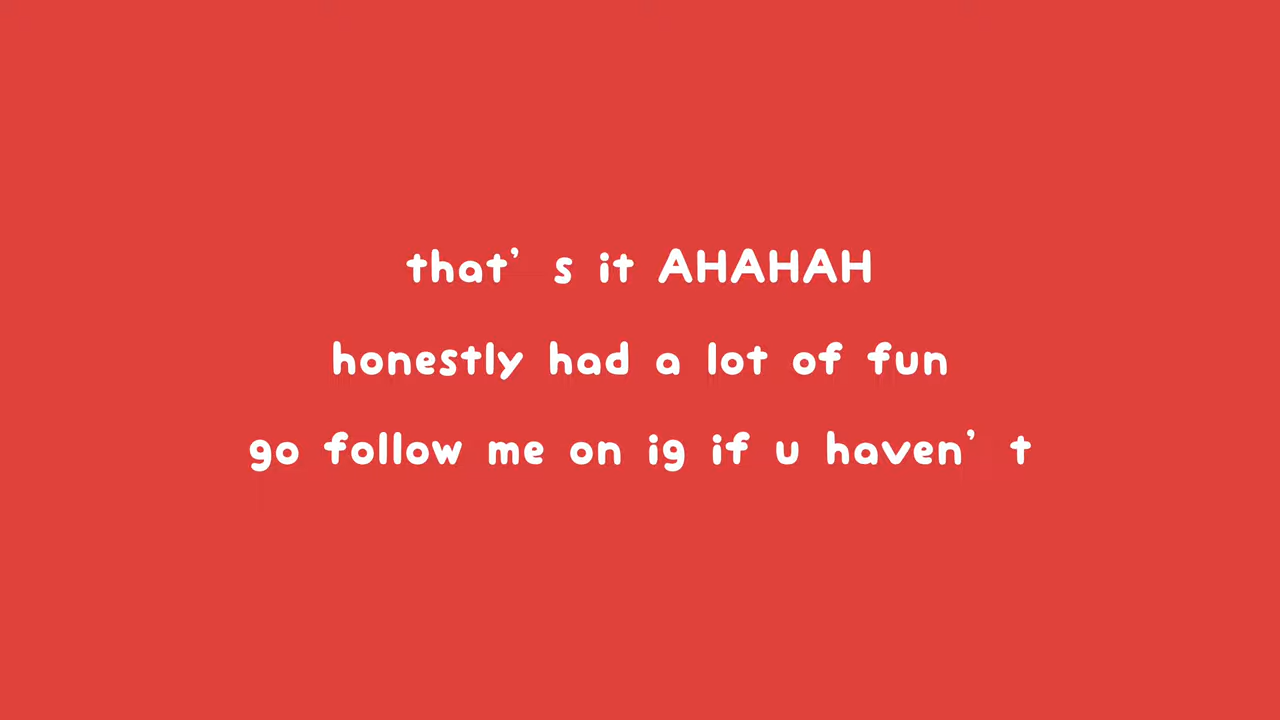 that’s it AHAHAH
honestly had a lot of fun
go follow me on ig if u haven’t